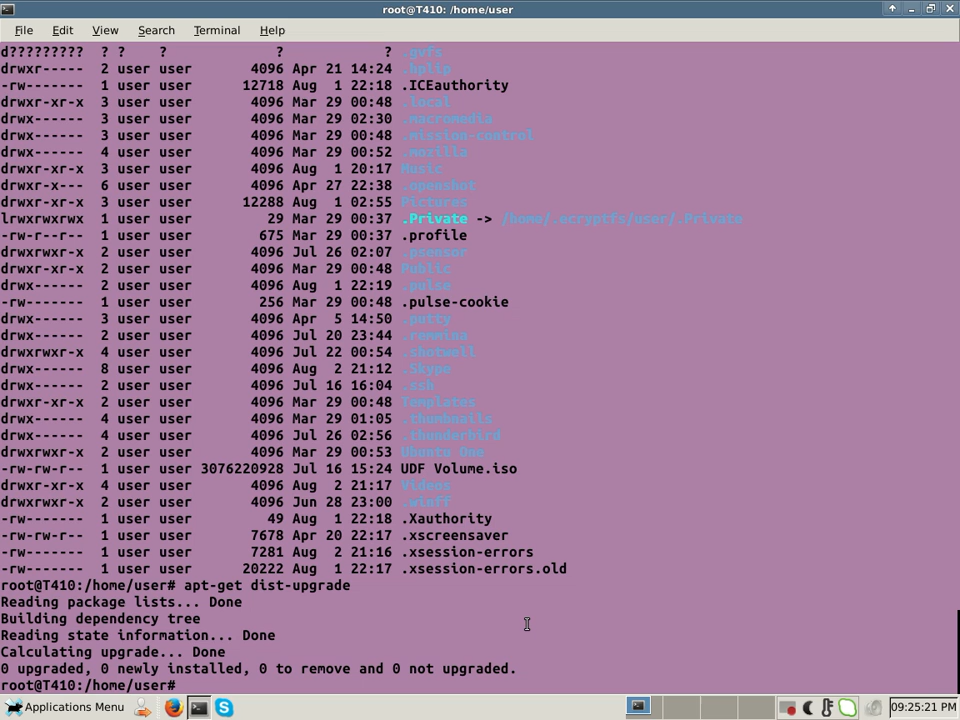 root@T410: /home/user
File Edit View Search Terminal Help
d????????? ? ? ? ? ? .gvfs
drwxr----- 2 user user 4096 Apr 21 14:24 .hplip
-rw------- 1 user user 12718 Aug 1 22:18 .ICEauthority
drwxr-xr-x 3 user user 4096 Mar 29 00:48 .local
drwx------ 3 user user 4096 Mar 29 02:30 .macromedia
drwx------ 3 user user 4096 Mar 29 00:48 .mission-control
drwx------ 4 user user 4096 Mar 29 00:52 .mozilla
drwxr-xr-x 3 user user 4096 Aug 1 20:17 Music
drwxr-x--- 6 user user 4096 Apr 27 22:38 .openshot
drwxr-xr-x 3 user user 12288 Aug 1 02:55 Pictures
lrwxrwxrwx 1 user user 29 Mar 29 00:37 .Private -> /home/.ecryptfs/user/.Private
-rw-r--r-- 1 user user 675 Mar 29 00:37 .profile
drwxrwxr-x 2 user user 4096 Jul 26 02:07 .psensor
drwxr-xr-x 2 user user 4096 Mar 29 00:48 Public
drwx------ 2 user user 4096 Aug 1 22:19 .pulse
-rw------- 1 user user 256 Mar 29 00:48 .pulse-cookie
drwx------ 3 user user 4096 Apr 5 14:50 .putty
drwx------ 2 user user 4096 Jul 20 23:44 .remmina
drwxrwxr-x 4 user user 4096 Jul 22 00:54 .shotwell
drwx------ 8 user user 4096 Aug 2 21:12 .Skype
drwx------ 2 user user 4096 Jul 16 16:04 .ssh
drwxr-xr-x 2 user user 4096 Mar 29 00:48 Templates
drwx------ 4 user user 4096 Mar 29 01:05 .thumbnails
drwx------ 4 user user 4096 Jul 26 02:56 .thunderbird
drwxrwxr-x 2 user user 4096 Mar 29 00:53 Ubuntu One
-rw-rw-r-- 1 user user 3076220928 Jul 16 15:24 UDF Volume.iso
drwxr-xr-x 4 user user 4096 Aug 2 21:17 Videos
drwxrwxr-x 2 user user 4096 Jun 28 23:00 .winff
-rw------- 1 user user 49 Aug 1 22:18 .Xauthority
-rw-rw-r-- 1 user user 7678 Apr 20 22:17 .xscreensaver
-rw------- 1 user user 7281 Aug 2 21:16 .xsession-errors
-rw------- 1 user user 20222 Aug 1 22:17 .xsession-errors.old
root@T410:/home/user# apt-get dist-upgrade
Reading package lists... Done
Building dependency tree
Reading state information... Done
Calculating upgrade... Done
0 upgraded, 0 newly installed, 0 to remove and 0 not upgraded.
root@T410:/home/user#
Applications Menu 09:25:21 PM